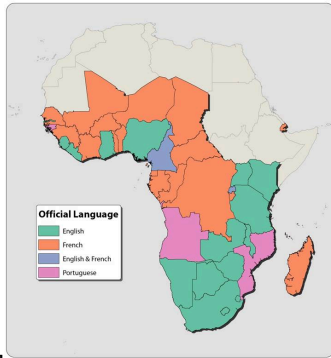 Official Language
English
French
English & French
Portuguese